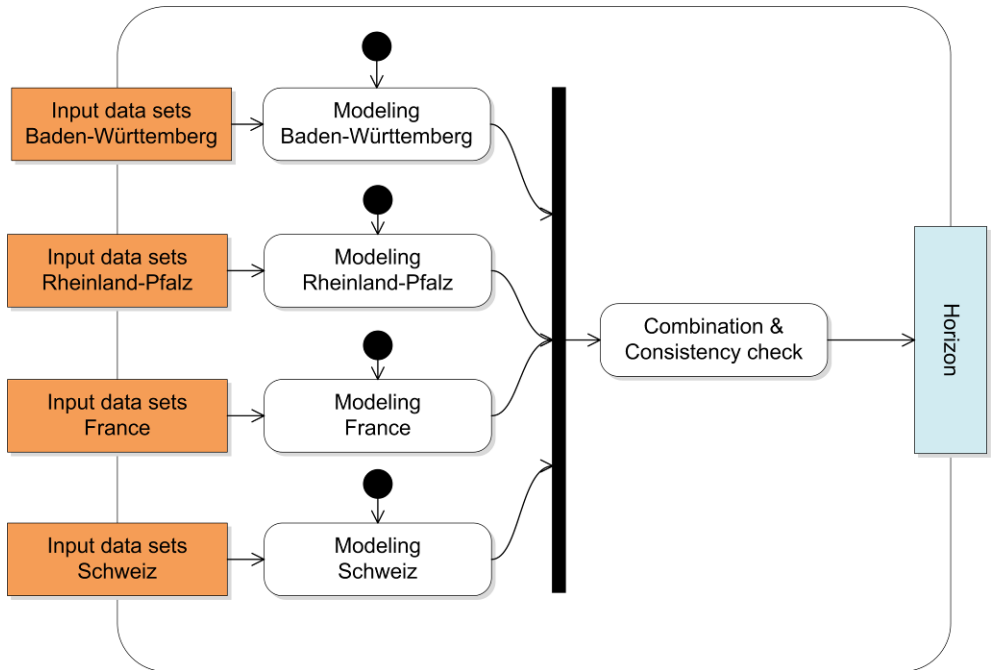 Input data sets
Baden-Württemberg
Modeling
Baden-Württemberg
Input data sets
Rheinland-Pfalz
Modeling
Rheinland-Pfalz
Input data sets
France
Modeling
France
Input data sets
Schweiz
Modeling
Schweiz
Combination &
Consistency check
Horizon